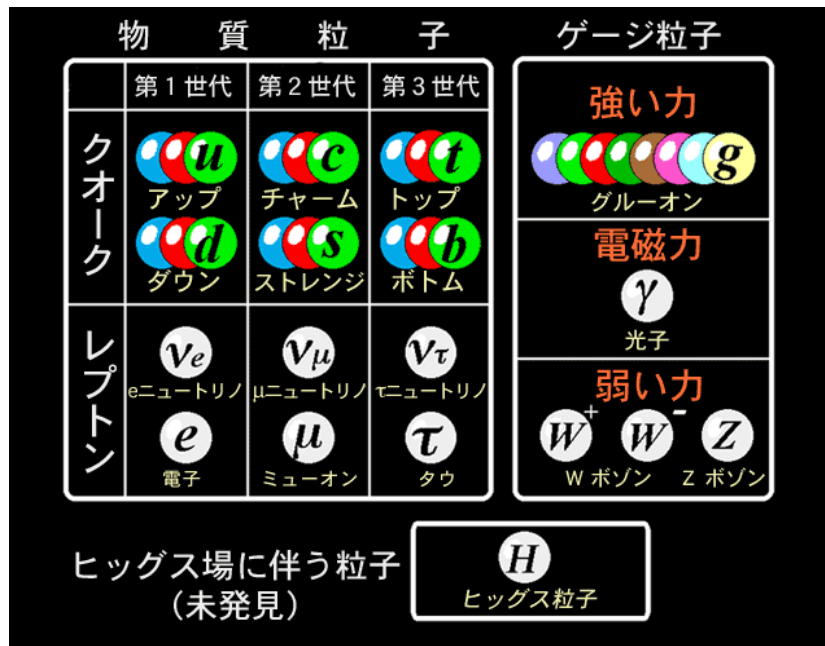 物質粒子
ゲージ粒子
第1世代 第2世代 第3世代
クオーク
u c t
アップ チャーム トップ
d s b
ダウン ストレンジ ボトム
レプトン
νe νμ ντ
eニュートリノ μニュートリノ τニュートリノ
e μ τ
電子 ミューオン タウ
強い力
g
グルーオン
電磁力
γ
光子
弱い力
W+ W- Z
W ボゾン Z ボゾン
ヒッグス場に伴う粒子
(未発見)
H
ヒッグス粒子